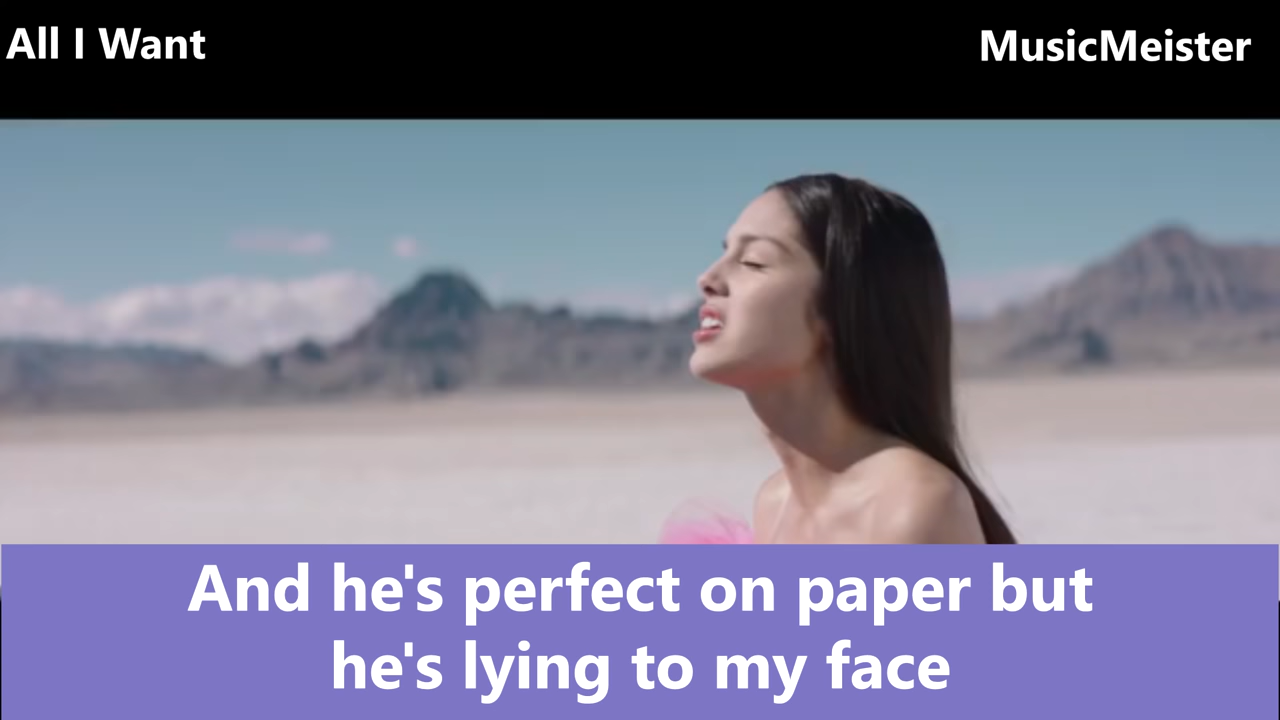 All I Want
MusicMeister
And he's perfect on paper but
he's lying to my face